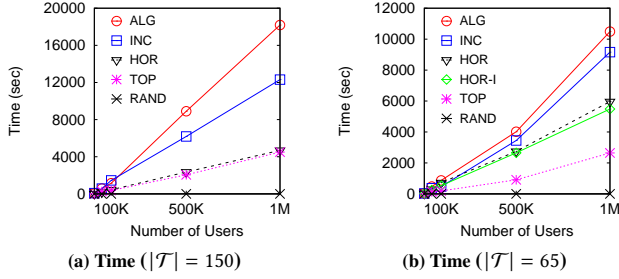 20000
16000
12000
8000
4000
0
Time (sec)
ALG
INC
HOR
TOP
RAND
100K
500K
1M
Number of Users
(a) Time (|𝒯| = 150)
12000
10000
8000
6000
4000
2000
0
Time (sec)
ALG
INC
HOR
HOR-I
TOP
RAND
100K
500K
1M
Number of Users
(b) Time (|𝒯| = 65)